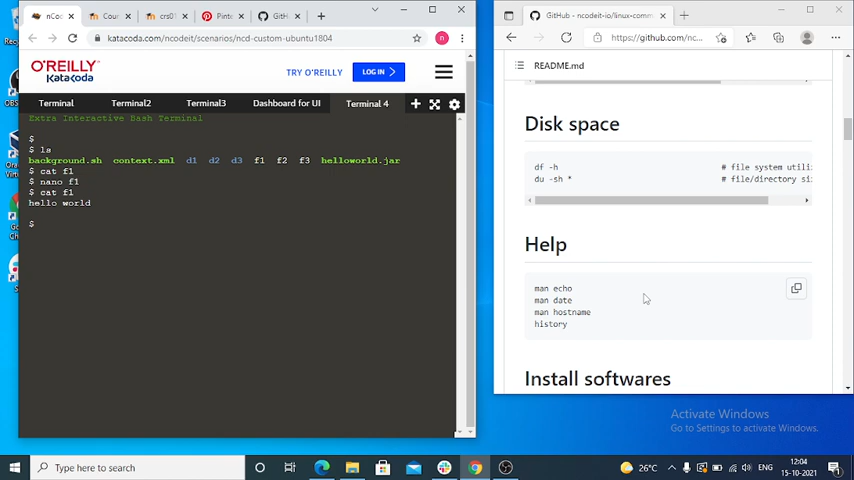 nCod
Cour
crs01
Pinte
GitH
katacoda.com/ncodeit/scenarios/ncd-custom-ubuntu1804
O'REILLY
KataKoda
TRY O'REILLY
LOG IN
Terminal
Terminal2
Terminal3
Dashboard for UI
Terminal 4
Extra Interactive Bash Terminal
$
$ ls
background.sh context.xml d1 d2 d3 f1 f2 f3 helloworld.jar
$ cat f1
$ nano f1
$ cat f1
hello world
$
GitHub - ncodeit-io/linux-comm
https://github.com/nc...
README.md
Disk space
df -h # file system utili
du -sh * # file/directory si
Help
man echo
man date
man hostname
history
Install softwares
Activate Windows
Go to Settings to activate Windows.
Type here to search
26°C
ENG
12:04
15-10-2021